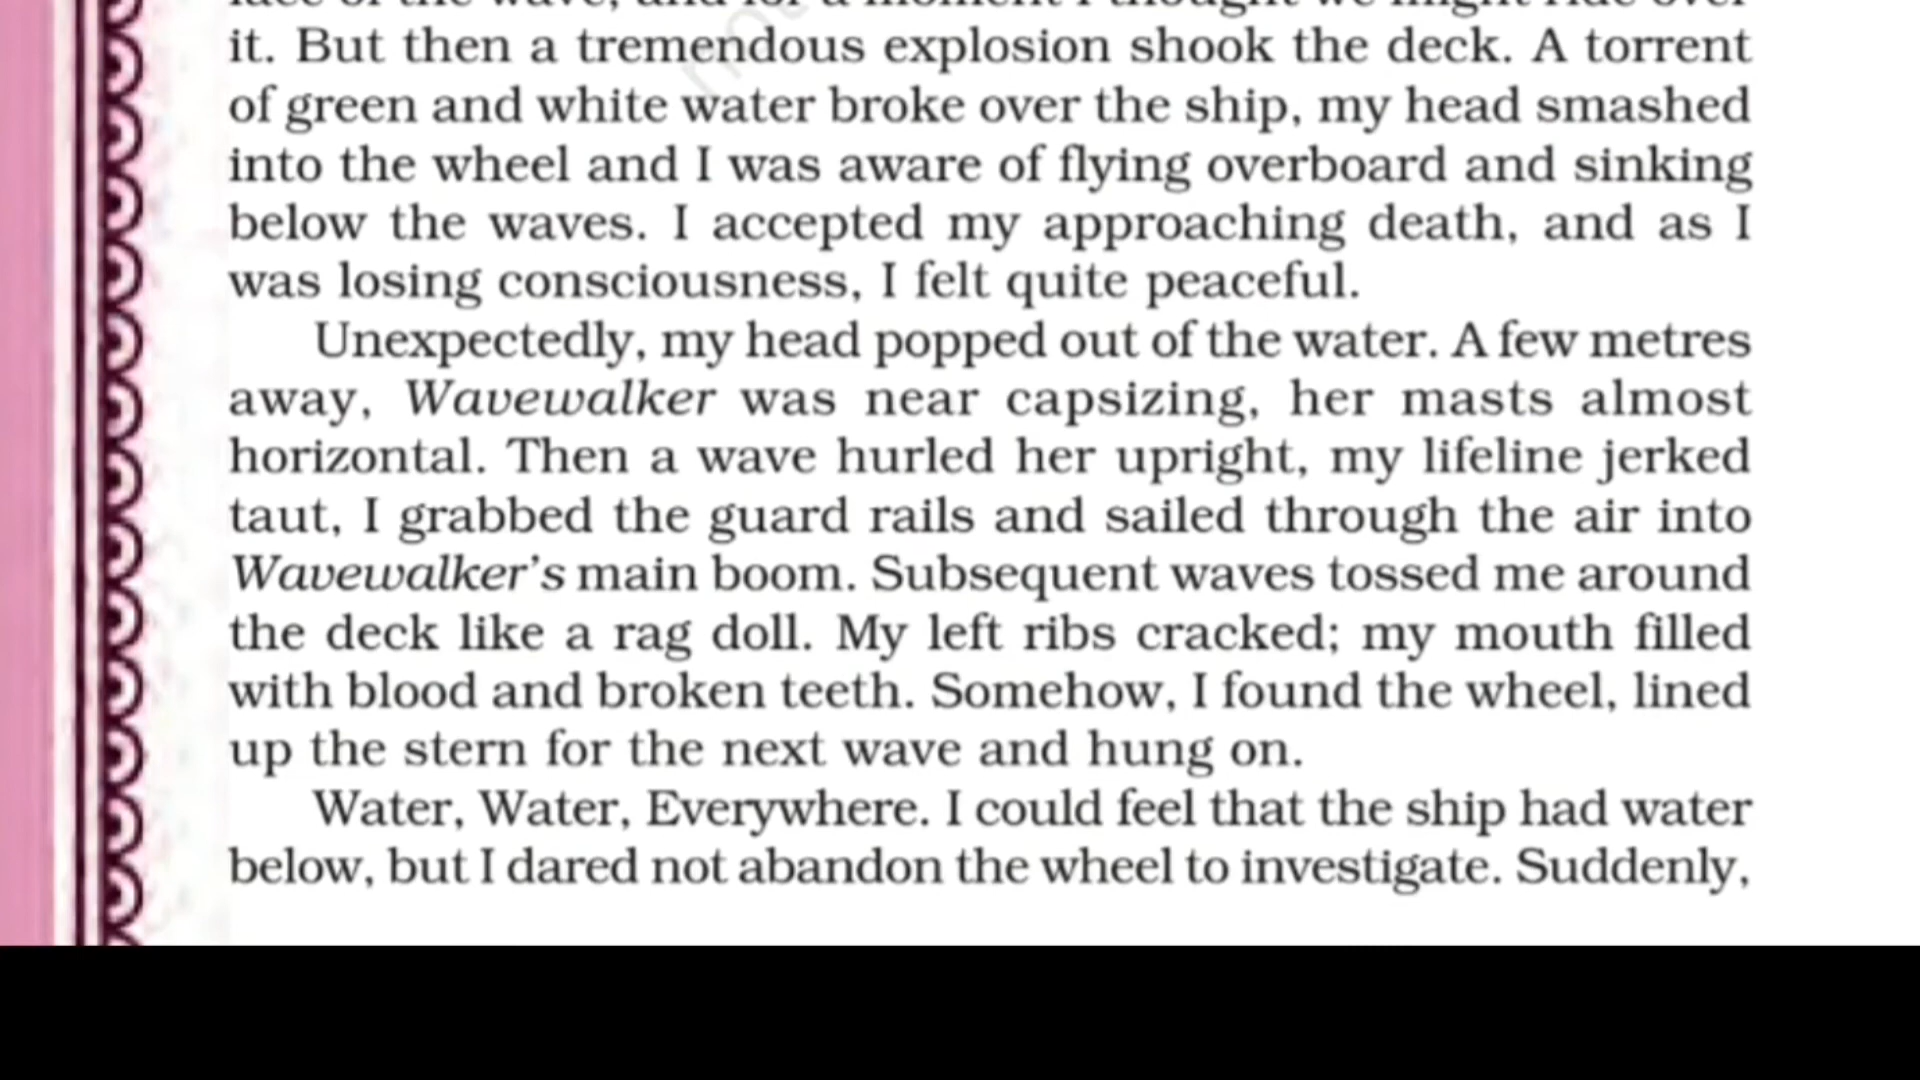 it. But then a tremendous explosion shook the deck. A torrent
of green and white water broke over the ship, my head smashed
into the wheel and I was aware of flying overboard and sinking
below the waves. I accepted my approaching death, and as I
was losing consciousness, I felt quite peaceful.
Unexpectedly, my head popped out of the water. A few metres
away, Wavewalker was near capsizing, her masts almost
horizontal. Then a wave hurled her upright, my lifeline jerked
taut, I grabbed the guard rails and sailed through the air into
Wavewalker’s main boom. Subsequent waves tossed me around
the deck like a rag doll. My left ribs cracked; my mouth filled
with blood and broken teeth. Somehow, I found the wheel, lined
up the stern for the next wave and hung on.
Water, Water, Everywhere. I could feel that the ship had water
below, but I dared not abandon the wheel to investigate. Suddenly,